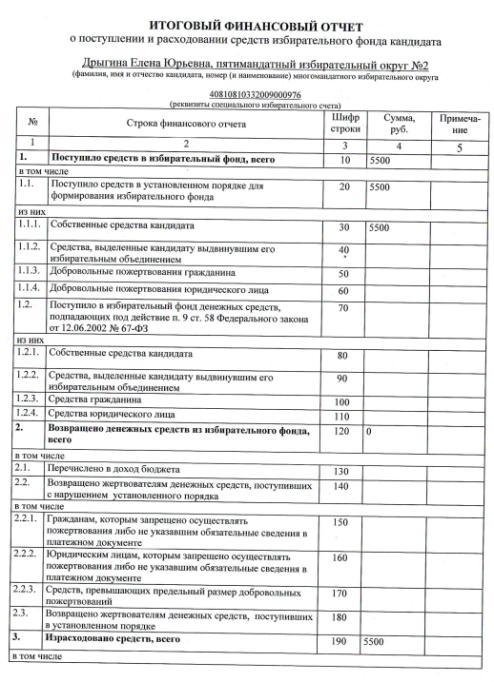 ИТОГОВЫЙ ФИНАНСОВЫЙ ОТЧЕТ
о поступлении и расходовании средств избирательного фонда кандидата
Дрыгина Елена Юрьевна, пятимандатный избирательный округ №2
(фамилия, имя и отчество кандидата, номер (и наименование) многомандатного избирательного округа
40810810332009000976
(реквизиты специального избирательного счета)
№ Строка финансового отчета Шифр строки Сумма, руб. Примеча-ние
1 2 3 4 5
1. Поступило средств в избирательный фонд, всего 10 5500
в том числе
1.1. Поступило средств в установленном порядке для 20 5500
формирования избирательного фонда
из них
1.1.1. Собственные средства кандидата 30 5500
1.1.2. Средства, выделенные кандидату выдвинувшим его 40
избирательным объединением
1.1.3. Добровольные пожертвования гражданина 50
1.1.4. Добровольные пожертвования юридического лица 60
1.2. Поступило в избирательный фонд денежных средств, 70
подпадающих под действие п. 9 ст. 58 Федерального закона
от 12.06.2002 № 67-ФЗ
из них
1.2.1. Собственные средства кандидата 80
1.2.2. Средства, выделенные кандидату выдвинувшим его 90
избирательным объединением
1.2.3. Средства гражданина 100
1.2.4. Средства юридического лица 110
2. Возвращено денежных средств из избирательного фонда, 120 0
всего
в том числе
2.1. Перечислено в доход бюджета 130
2.2. Возвращено жертвователям денежных средств, поступивших 140
с нарушением установленного порядка
в том числе
2.2.1. Гражданам, которым запрещено осуществлять 150
пожертвования либо не указавшим обязательные сведения в
платежном документе
2.2.2. Юридическим лицам, которым запрещено осуществлять 160
пожертвования либо не указавшим обязательные сведения в
платежном документе
2.2.3. Средств, превышающих предельный размер добровольных 170
пожертвований
2.3. Возвращено жертвователям денежных средств, поступивших 180
в установленном порядке
3. Израсходовано средств, всего 190 5500
в том числе